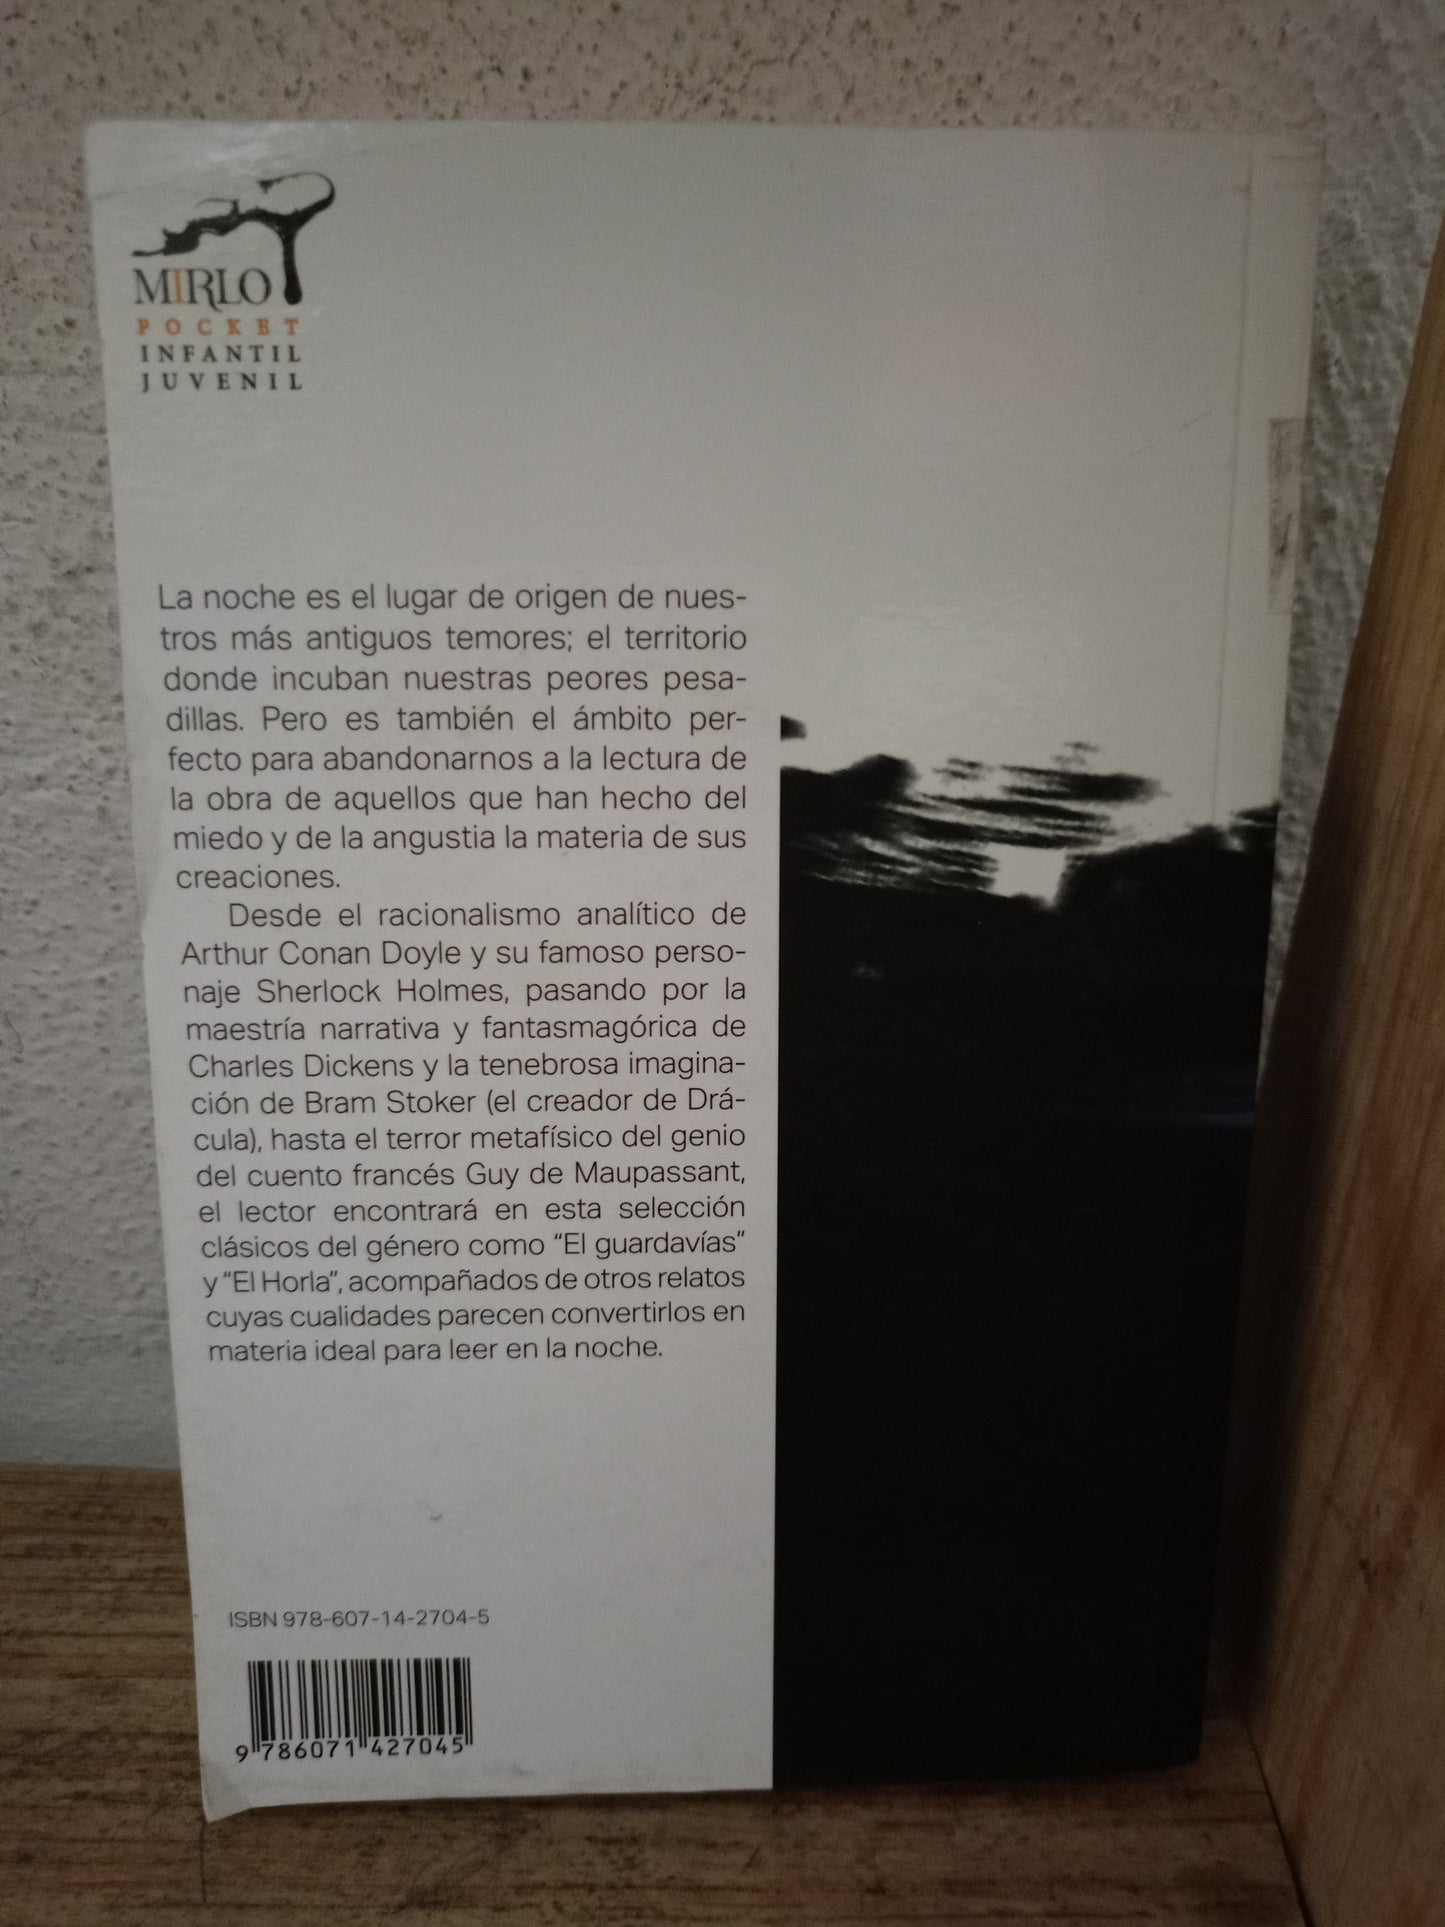 MIRLO
POCKET
INFANTIL
JUVENIL
La noche es el lugar de origen de nues-
tros más antiguos temores; el territorio
donde incuban nuestras peores pesa-
dillas. Pero es también el ámbito per-
fecto para abandonarnos a la lectura de
la obra de aquellos que han hecho del
miedo y de la angustia la materia de sus
creaciones.
Desde el racionalismo analítico de
Arthur Conan Doyle y su famoso perso-
naje Sherlock Holmes, pasando por la
maestría narrativa y fantasmagórica de
Charles Dickens y la tenebrosa imagina-
ción de Bram Stoker (el creador de Drá-
cula), hasta el terror metafísico del genio
del cuento francés Guy de Maupassant,
el lector encontrará en esta selección
clásicos del género como “El guardavías”
y “El Horla”, acompañados de otros relatos
cuyas cualidades parecen convertirlos en
materia ideal para leer en la noche.
ISBN 978-607-14-2704-5
9 786071 427045